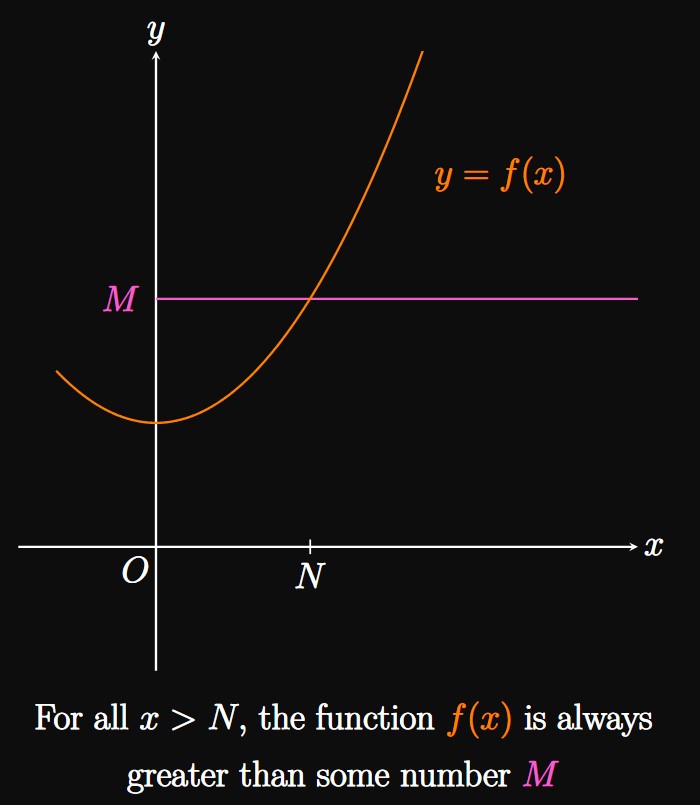 y
y = f(x)
M
x
O
N
For all x > N, the function f(x) is always
greater than some number M